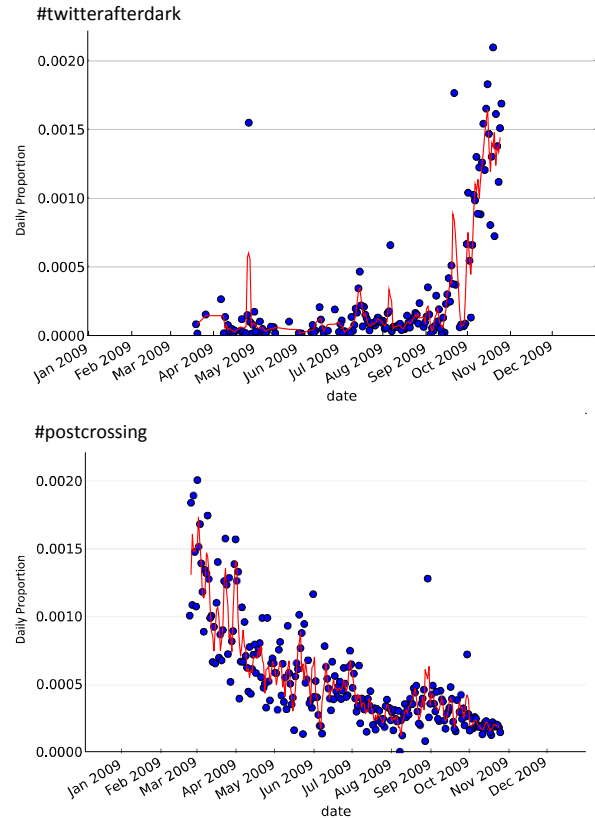 #twitterafterdark
0.0020
0.0015
0.0010
0.0005
0.0000
Daily Proportion
Jan 2009
Feb 2009
Mar 2009
Apr 2009
May 2009
Jun 2009
Jul 2009
Aug 2009
Sep 2009
Oct 2009
Nov 2009
Dec 2009
date
#postcrossing
0.0020
0.0015
0.0010
0.0005
0.0000
Daily Proportion
Jan 2009
Feb 2009
Mar 2009
Apr 2009
May 2009
Jun 2009
Jul 2009
Aug 2009
Sep 2009
Oct 2009
Nov 2009
Dec 2009
date